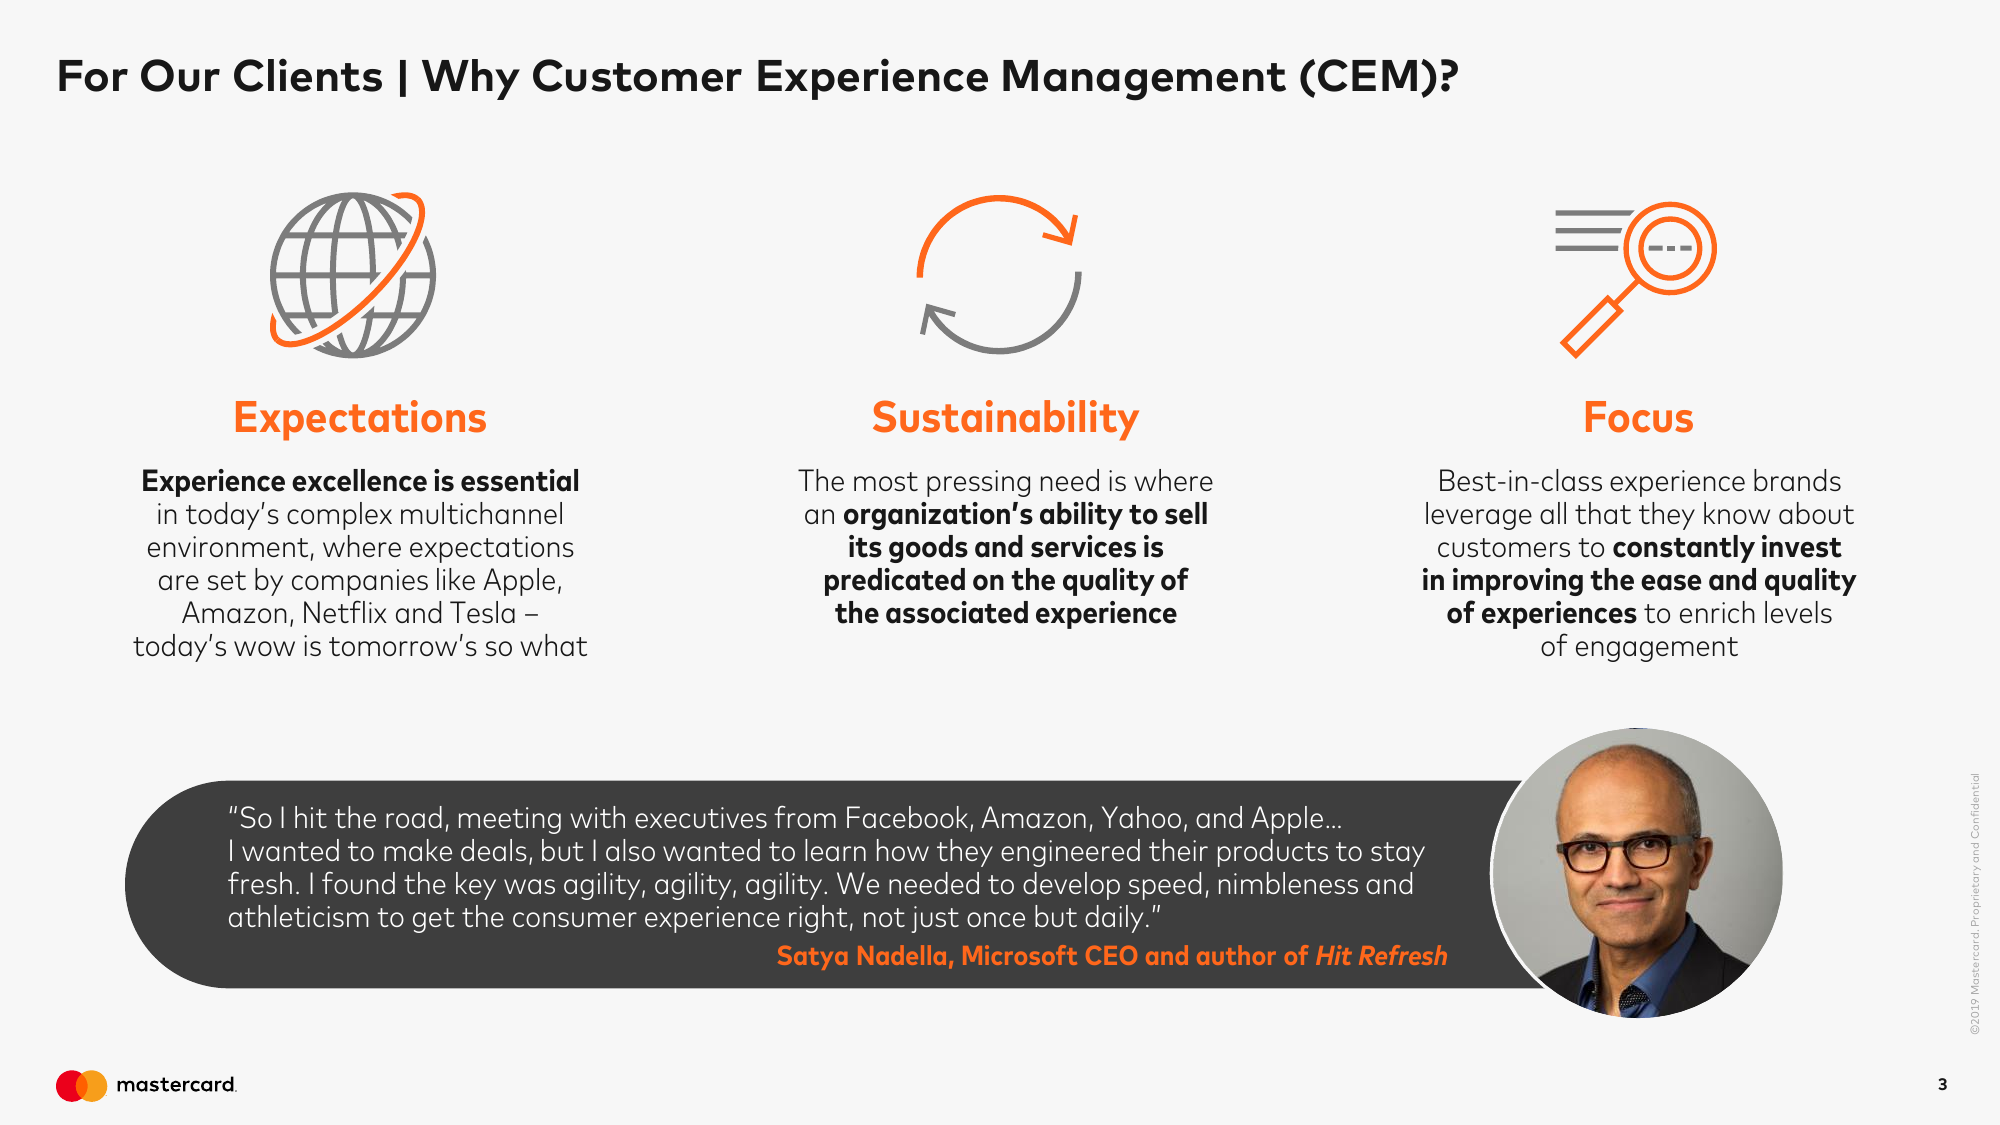 For Our Clients | Why Customer Experience Management (CEM)?
Expectations
Experience excellence is essential
in today's complex multichannel
environment, where expectations
are set by companies like Apple,
Amazon, Netflix and Tesla –
today's wow is tomorrow's so what
Sustainability
The most pressing need is where
an organization's ability to sell
its goods and services is
predicated on the quality of
the associated experience
Focus
Best-in-class experience brands
leverage all that they know about
customers to constantly invest
in improving the ease and quality
of experiences to enrich levels
of engagement
"So I hit the road, meeting with executives from Facebook, Amazon, Yahoo, and Apple...
I wanted to make deals, but I also wanted to learn how they engineered their products to stay
fresh. I found the key was agility, agility, agility. We needed to develop speed, nimbleness and
athleticism to get the consumer experience right, not just once but daily."
Satya Nadella, Microsoft CEO and author of Hit Refresh
©2019 Mastercard. Proprietary and Confidential
mastercard.
3